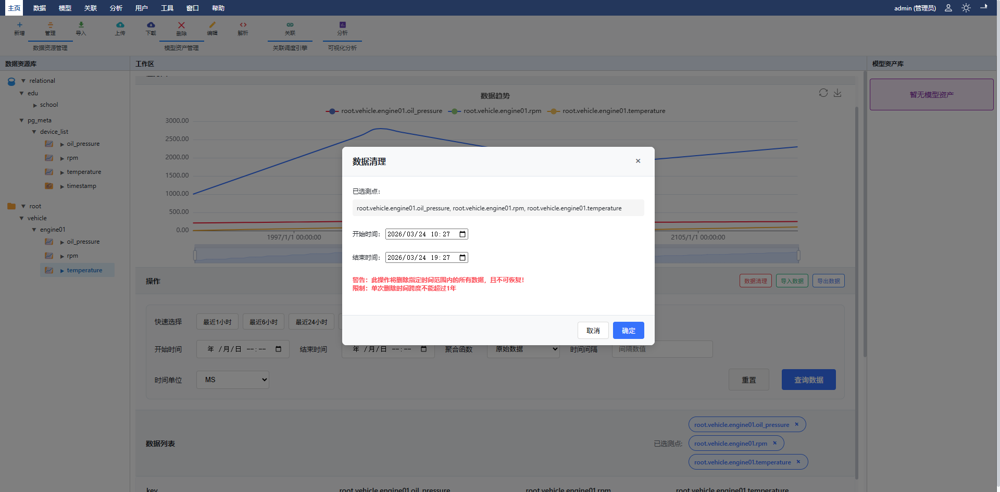 主页 数据 模型 关联 分析 用户 工具 窗口 帮助 admin (管理员)
新增 管理 导入 上传 下载 删除 编辑 解析 关联 分析
数据资源管理 模型资产管理 关联调度引擎 可视化分析
数据资源库 工作区 模型资产库
relational
edu
school
pg_meta
device_list
oil_pressure
rpm
temperature
timestamp
root
vehicle
engine01
oil_pressure
rpm
temperature
数据趋势
root.vehicle.engine01.oil_pressure root.vehicle.engine01.rpm root.vehicle.engine01.temperature
3000.00
2500.00
2000.00
1500.00
1000.00
500.00
0.00
1997/1/1 00:00:00 2105/1/1 00:00:00
数据清理 ×
已选测点：
root.vehicle.engine01.oil_pressure, root.vehicle.engine01.rpm, root.vehicle.engine01.temperature
开始时间： 2026/03/24 10:27
结束时间： 2026/03/24 19:27
警告：此操作将删除指定时间范围内的所有数据，且不可恢复！
限制：单次删除时间跨度不能超过1年
取消 确定
操作 数据清理 导入数据 导出数据
快速选择 最近1小时 最近6小时 最近24小时
开始时间 年 /月/日 --:-- 结束时间 年 /月/日 --:-- 聚合函数 原始数据 时间间隔 间隔数值
时间单位 MS 重置 查询数据
数据列表 已选测点:
root.vehicle.engine01.oil_pressure ×
root.vehicle.engine01.rpm ×
root.vehicle.engine01.temperature ×
key root.vehicle.engine01.oil_pressure root.vehicle.engine01.rpm root.vehicle.engine01.temperature
暂无模型资产